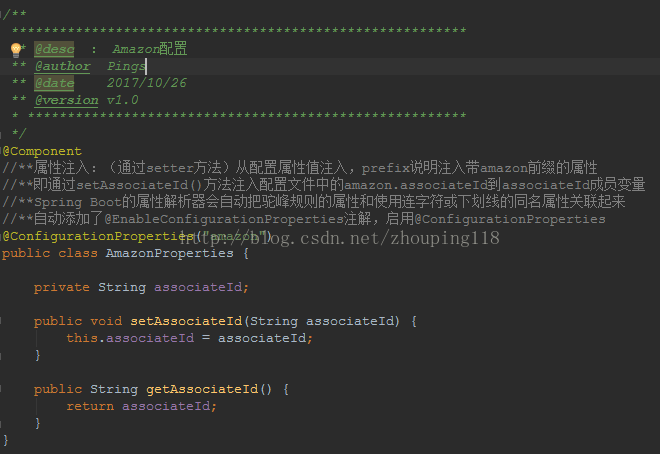 /**
******************************************************
* @desc : Amazon配置
** @author Pings
** @date 2017/10/26
** @version v1.0
* ******************************************************
*/
@Component
//**属性注入:（通过setter方法）从配置属性值注入，prefix说明注入带amazon前缀的属性
//**即通过setAssociateId()方法注入配置文件中的amazon.associateId到associateId成员变量
//**Spring Boot的属性解析器会自动把驼峰规则的属性和使用连字符或下划线的同名属性关联起来
//**自动添加了@EnableConfigurationProperties注解，启用@ConfigurationProperties
@ConfigurationProperties("amazon")
http://blog.csdn.net/zhouping118
public class AmazonProperties {
private String associateId;
public void setAssociateId(String associateId) {
this.associateId = associateId;
}
public String getAssociateId() {
return associateId;
}
}